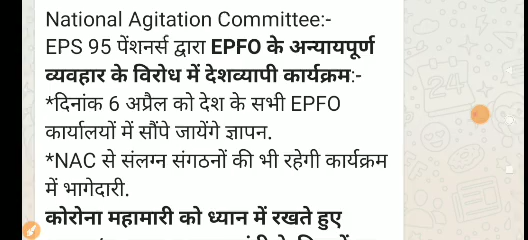 National Agitation Committee:-
EPS 95 पेंशनर्स द्वारा EPFO के अन्यायपूर्ण
व्यवहार के विरोध में देशव्यापी कार्यक्रम:-
*दिनांक 6 अप्रैल को देश के सभी EPFO
कार्यालयों में सौंपे जायेंगे ज्ञापन.
*NAC से संलग्न संगठनों की भी रहेगी कार्यक्रम
में भागेदारी.
कोरोना महामारी को ध्यान में रखते हुए